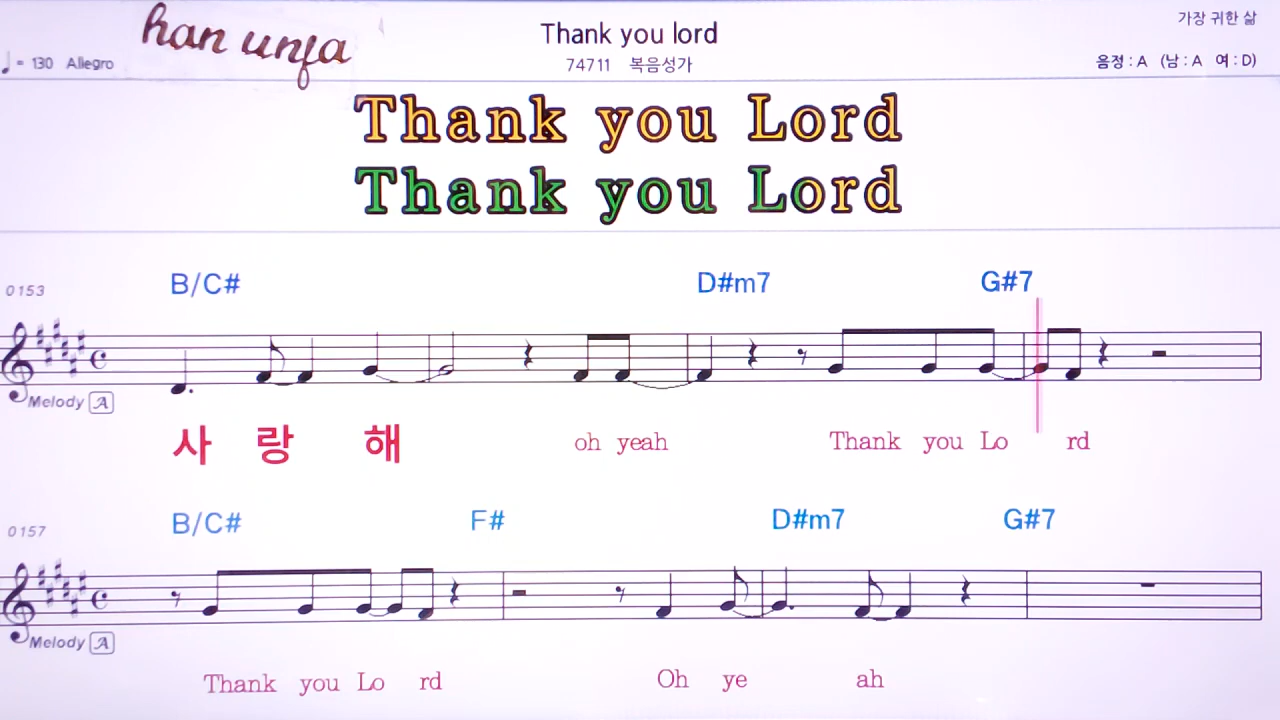 han unfa
Thank you lord
가장 귀한 삶
♩= 130 Allegro
74711 복음성가
음정 : A (남 : A 여 : D)
Thank you Lord
Thank you Lord
B/C# D#m7 G#7
0153
Melody A
사 랑 해 oh yeah Thank you Lo rd
B/C# F# D#m7 G#7
0157
Melody A
Thank you Lo rd Oh ye ah